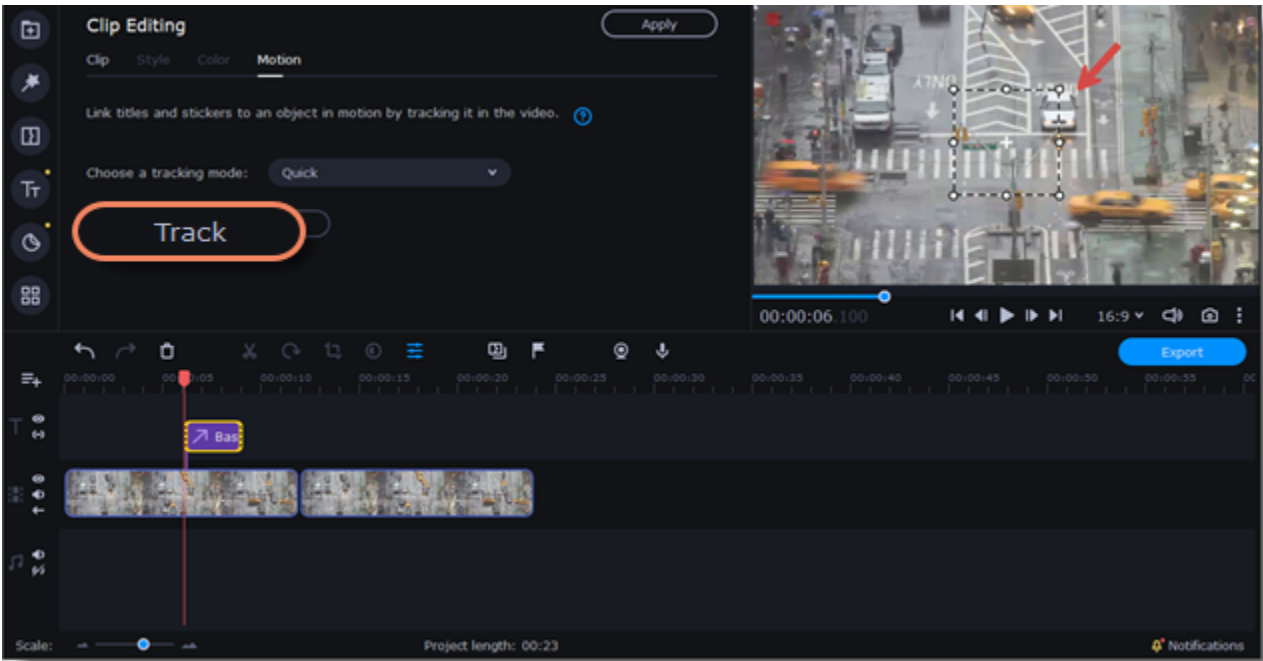 Clip Editing
Apply
Clip Style Color Motion
Link titles and stickers to an object in motion by tracking it in the video. ?
Choose a tracking mode: Quick
Track
ONLY
00:00:06.100
16:9
Export
00:00:00 00:00:05 00:00:10 00:00:15 00:00:20 00:00:25 00:00:30 00:00:35 00:00:40 00:00:45 00:00:50 00:00:55
Bas
Scale:
Project length: 00:23
Notifications